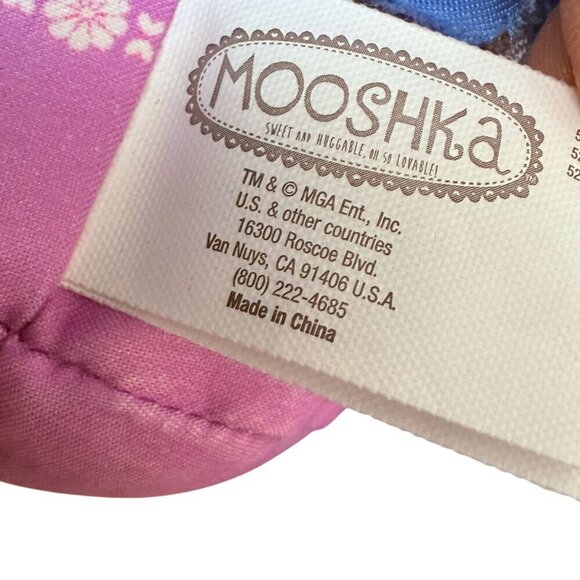 MOOSHKa
SWEET AND HUGGABLE, OH SO LOVABLE!
TM & © MGA Ent., Inc.
U.S. & other countries
16300 Roscoe Blvd.
Van Nuys, CA 91406 U.S.A.
(800) 222-4685
Made in China